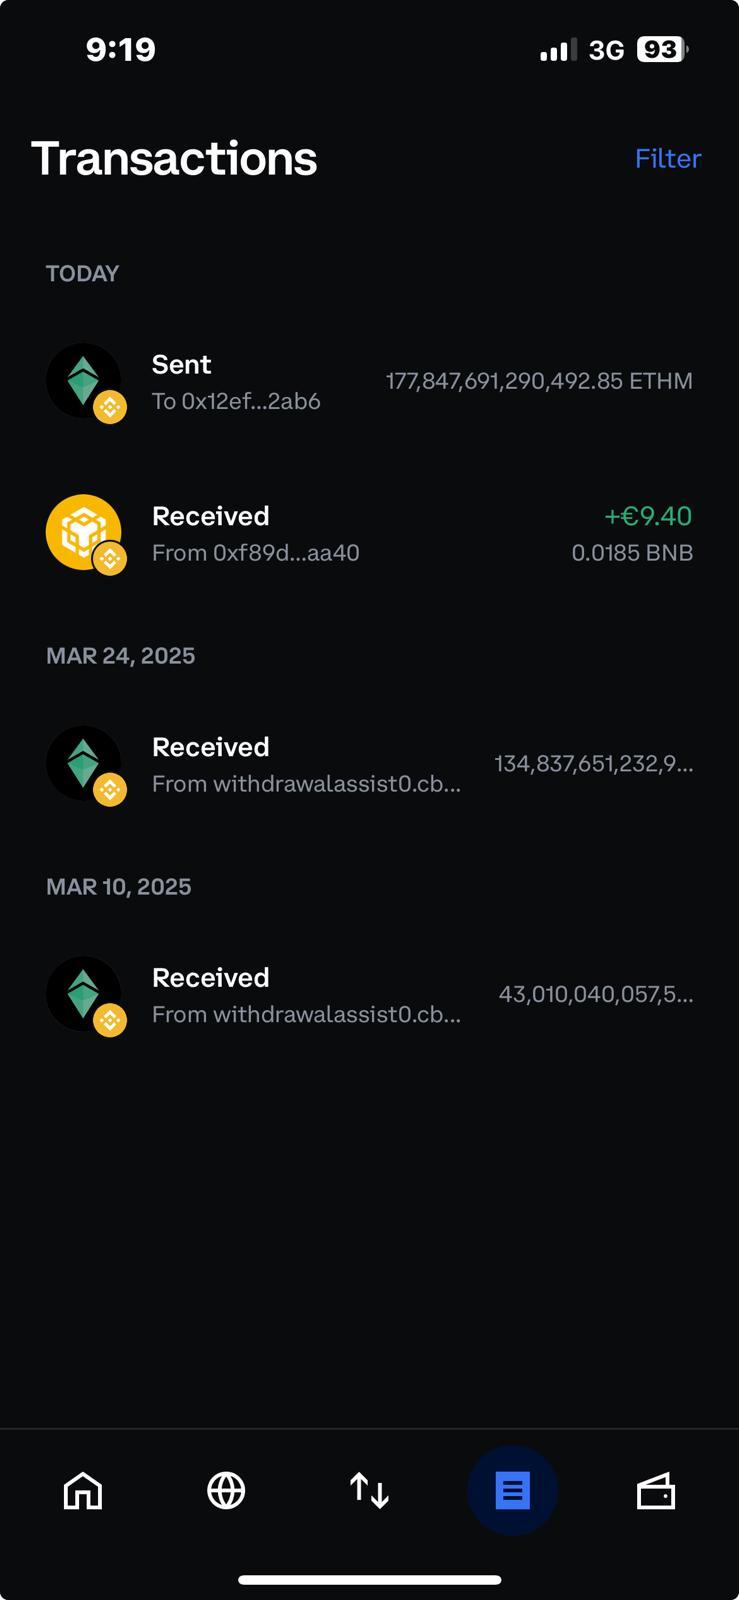 9:19
3G 93
Transactions
Filter
TODAY
Sent
To 0x12ef...2ab6
177,847,691,290,492.85 ETHM
Received
From 0xf89d...aa40
+€9.40
0.0185 BNB
MAR 24, 2025
Received
From withdrawalassist0.cb...
134,837,651,232,9...
MAR 10, 2025
Received
From withdrawalassist0.cb...
43,010,040,057,5...